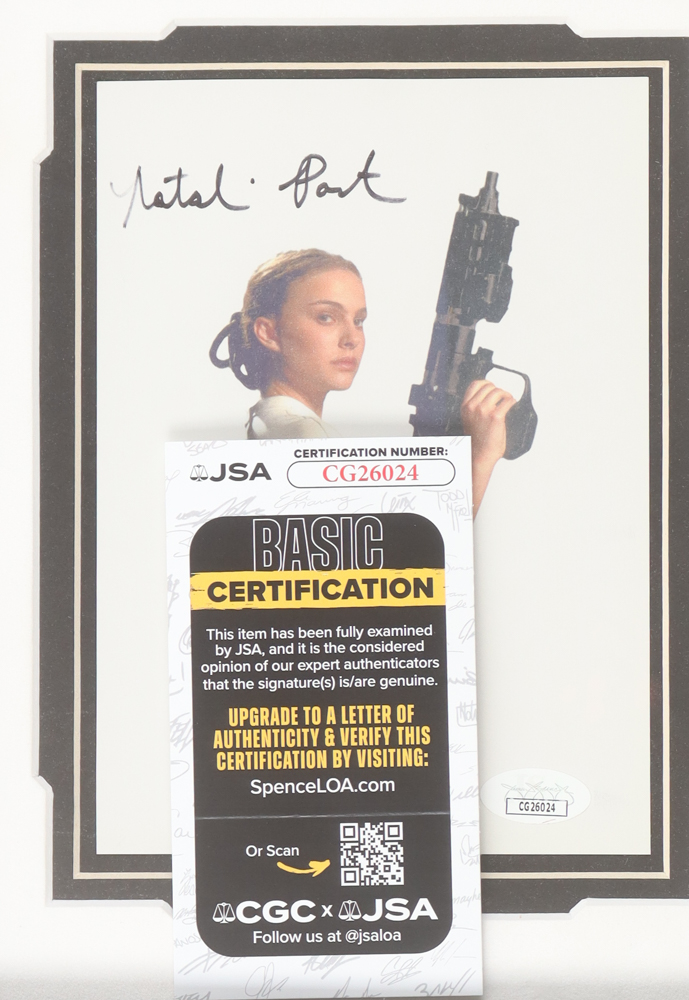 Natal. Port
JSA
CERTIFICATION NUMBER:
CG26024
BASIC
CERTIFICATION
This item has been fully examined
by JSA, and it is the considered
opinion of our expert authenticators
that the signature(s) is/are genuine.
UPGRADE TO A LETTER OF
AUTHENTICITY & VERIFY THIS
CERTIFICATION BY VISITING:
SpenceLOA.com
CG26024
Or Scan
CGC x JSA
Follow us at @jsaloa